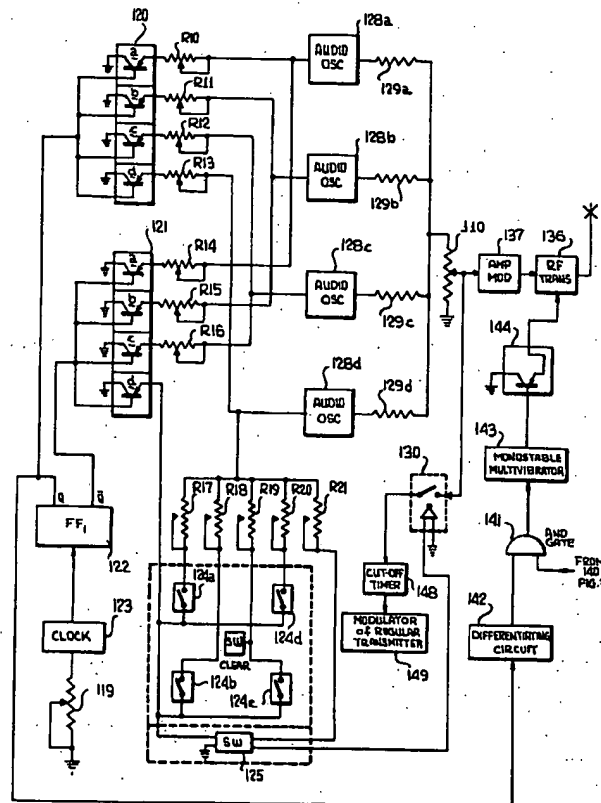 120
R10
128a
a
AUDIO OSC
129a
b
R11
c
R12
128b
d
R13
AUDIO OSC
129b
110
137
136
AMP MOD
RF TRANS
121
a
R14
128c
b
R15
AUDIO OSC
129c
c
R16
144
d
128d
AUDIO OSC
129d
143
MONOSTABLE MULTIVIBRATOR
130
Q
Q̅
R17
R18
R19
R20
R21
FF1
122
141
AND GATE
FROM 140
148
CUT-OFF TIMER
124a
124d
142
CLOCK
123
SW
CLEAR
MODULATOR of REGULAR TRANSMITTER
149
DIFFERENTIATING CIRCUIT
119
124b
SW
125